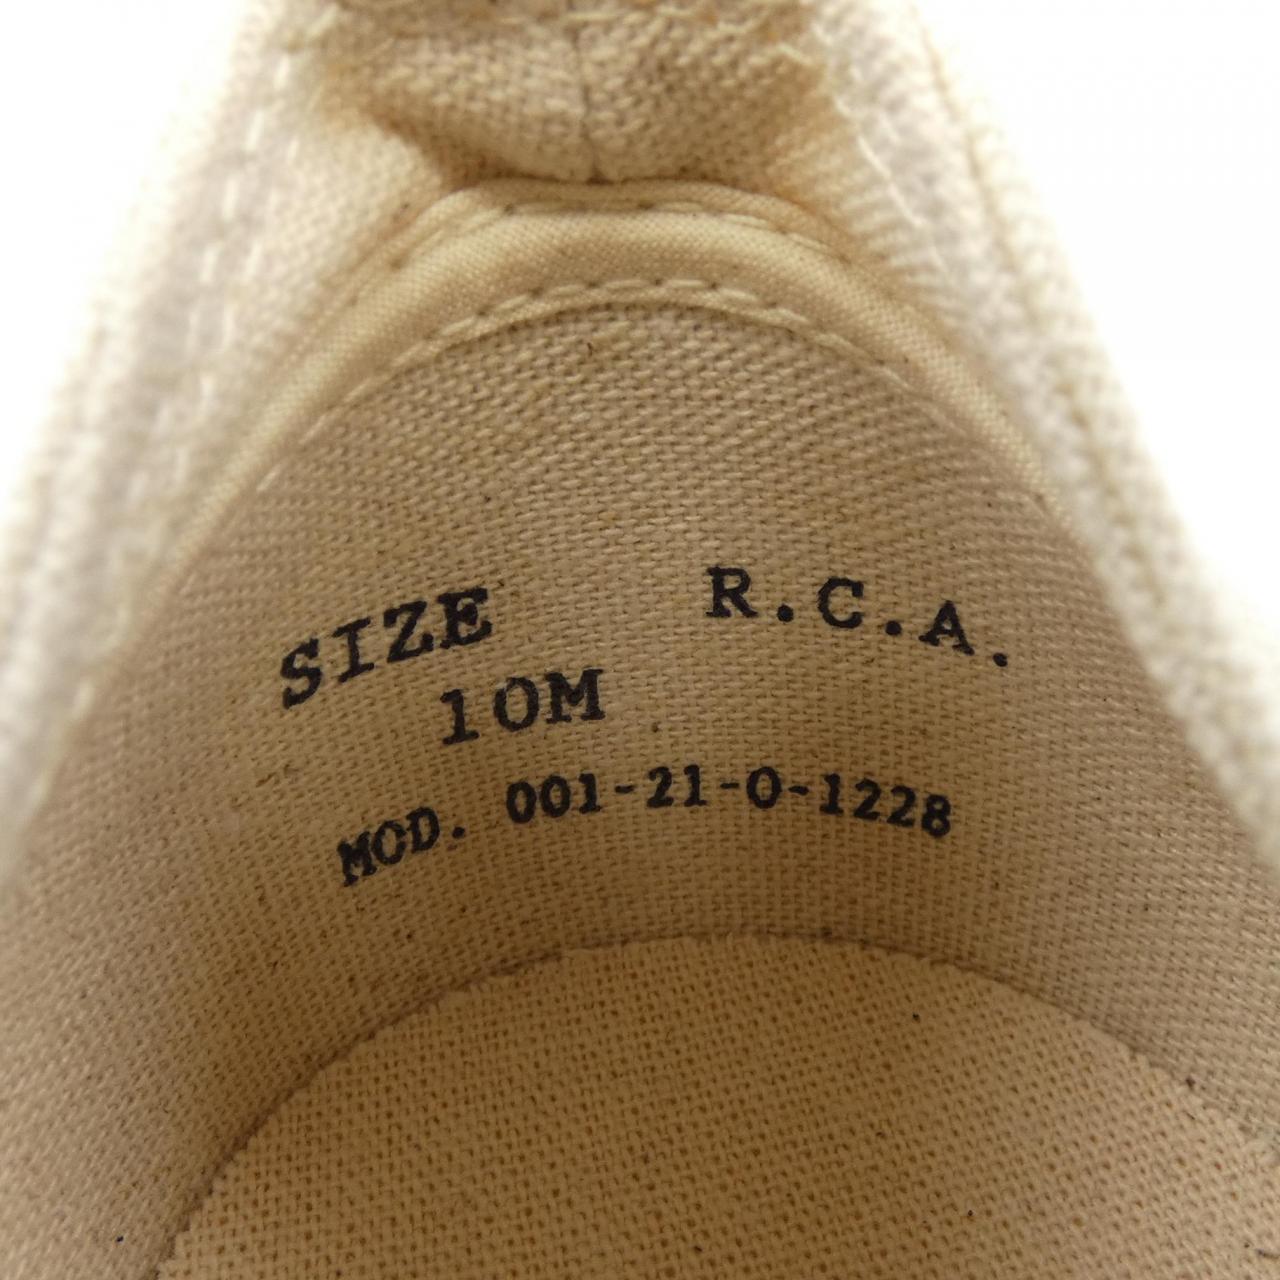 SIZE R.C.A.
10M
MOD. 001-21-0-1228